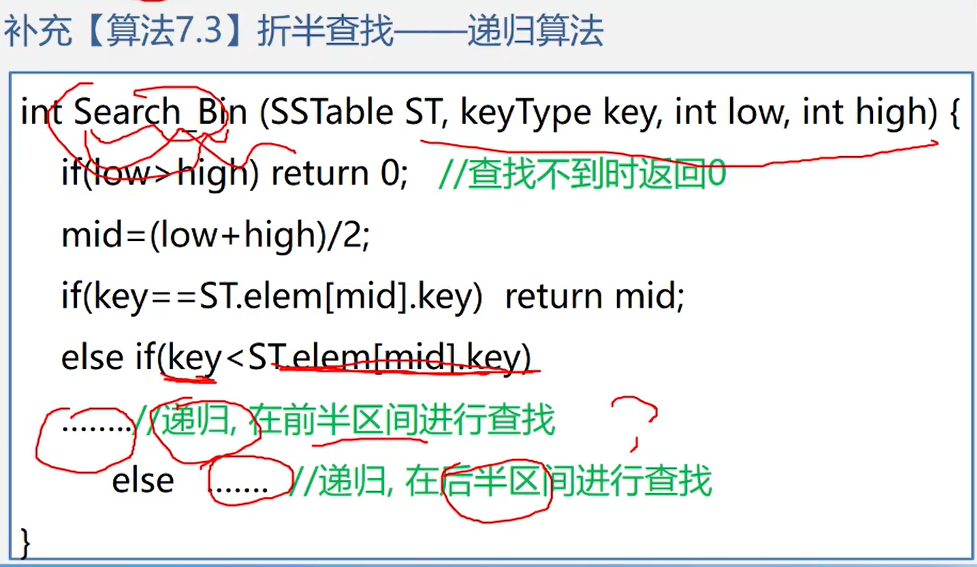 补充【算法7.3】折半查找——递归算法
int Search_Bin (SSTable ST, keyType key, int low, int high) {
if(low>high) return 0; //查找不到时返回0
mid=(low+high)/2;
if(key==ST.elem[mid].key) return mid;
else if(key<ST.elem[mid].key)
........//递归, 在前半区间进行查找
else ...... //递归, 在后半区间进行查找
}